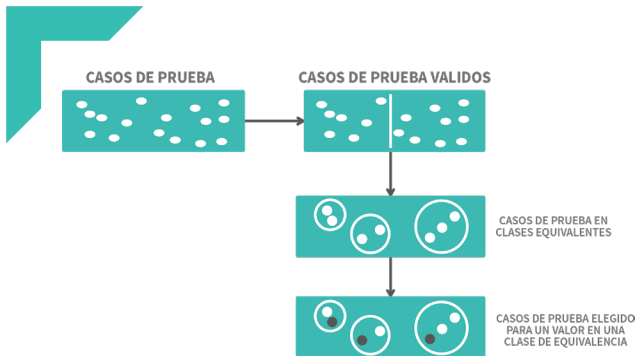 CASOS DE PRUEBA
CASOS DE PRUEBA VALIDOS
CASOS DE PRUEBA EN
CLASES EQUIVALENTES
CASOS DE PRUEBA ELEGIDO
PARA UN VALOR EN UNA
CLASE DE EQUIVALENCIA